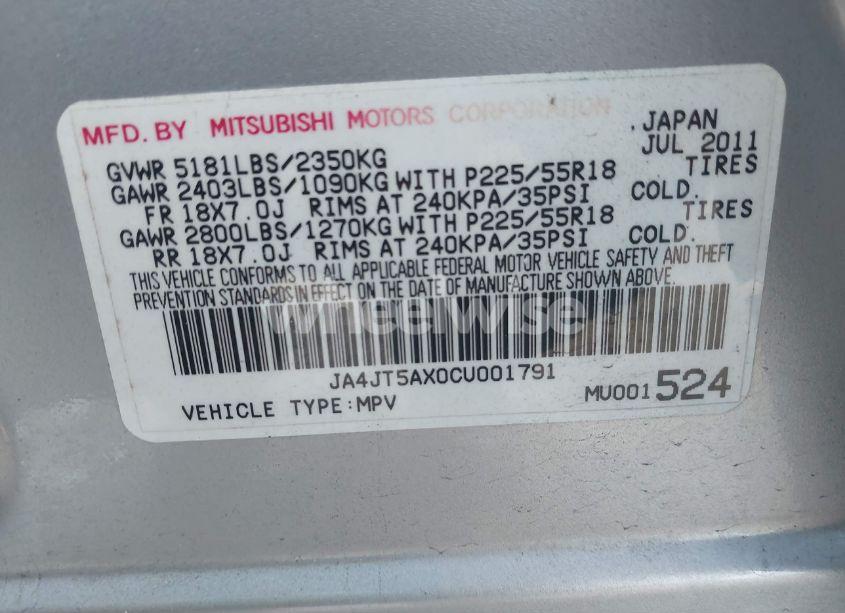 MFD. BY MITSUBISHI MOTORS CORPORATION , JAPAN
GVWR 5181LBS/2350KG JUL 2011
GAWR 2403LBS/1090KG WITH P225/55R18 TIRES
FR 18X7.0J RIMS AT 240KPA/35PSI COLD.
GAWR 2800LBS/1270KG WITH P225/55R18 TIRES
RR 18X7.0J RIMS AT 240KPA/35PSI COLD.
THIS VEHICLE CONFORMS TO ALL APPLICABLE FEDERAL MOTOR VEHICLE SAFETY AND THEFT
PREVENTION STANDARDS IN EFFECT ON THE DATE OF MANUFACTURE SHOWN ABOVE.
wheelwise
JA4JT5AX0CU001791
VEHICLE TYPE:MPV MU001524